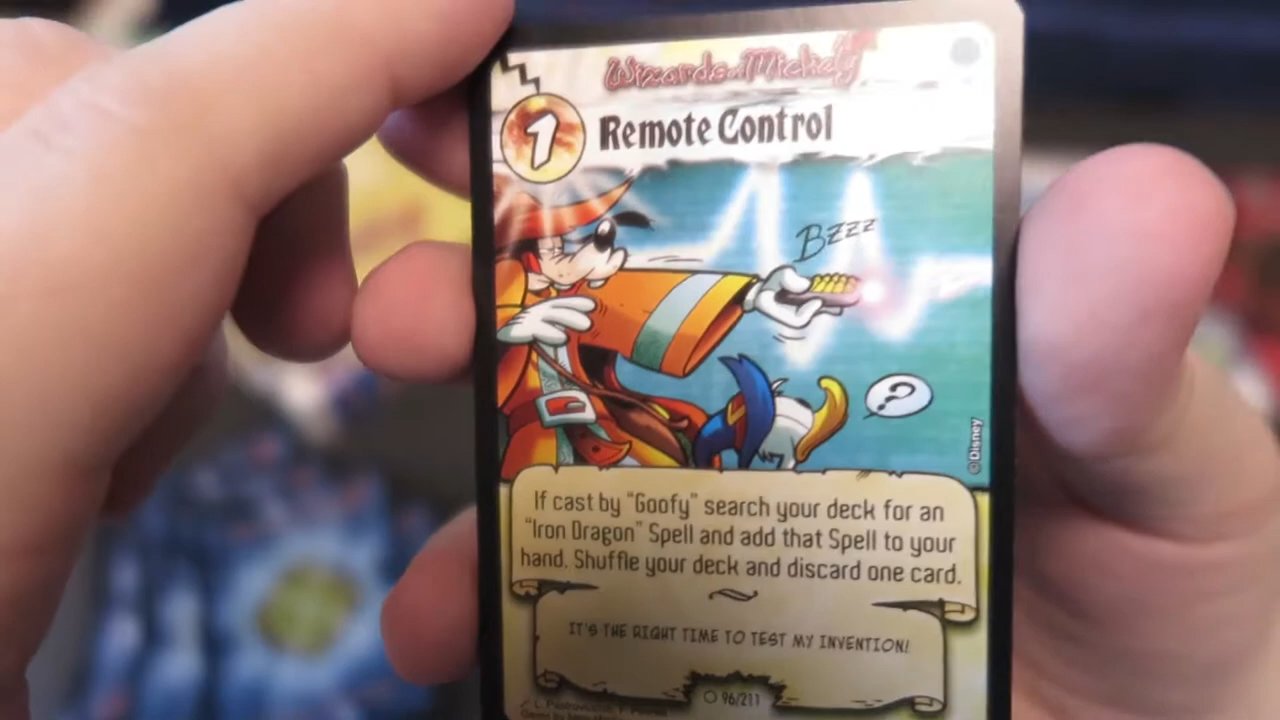 Wizards of Mickey
1
Remote Control
BZZZ
?
© Disney
If cast by “Goofy” search your deck for an
“Iron Dragon” Spell and add that Spell to your
hand. Shuffle your deck and discard one card.
IT'S THE RIGHT TIME TO TEST MY INVENTION!
96/211